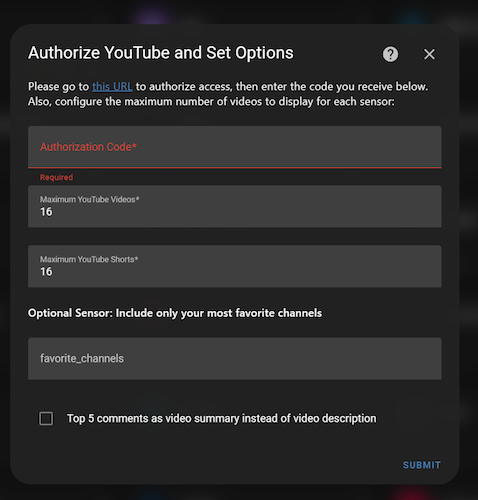 Authorize YouTube and Set Options
Please go to this URL to authorize access, then enter the code you receive below.
Also, configure the maximum number of videos to display for each sensor:
Authorization Code*
Required
Maximum YouTube Videos*
16
Maximum YouTube Shorts*
16
Optional Sensor: Include only your most favorite channels
favorite_channels
Top 5 comments as video summary instead of video description
SUBMIT